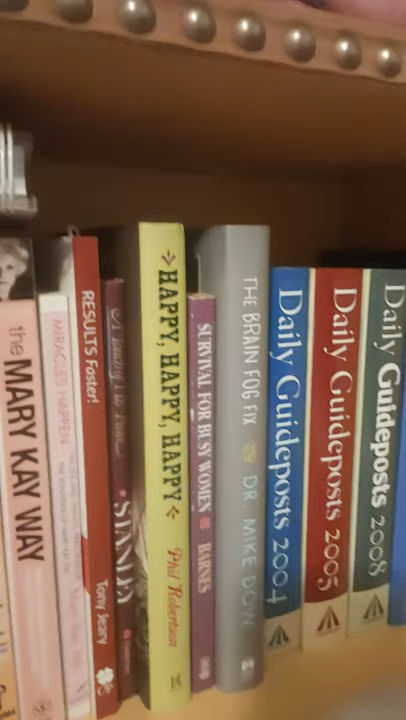 the MARY KAY WAY
MIRACLES HAPPEN
RESULTS Faster! Tony Jeary
STANLEY
HAPPY, HAPPY, HAPPY Phil Robertson
SURVIVAL FOR BUSY WOMEN BARNES
THE BRAIN FOG FIX DR. MIKE DOW
Daily Guideposts 2004
Daily Guideposts 2005
Daily Guideposts 2008